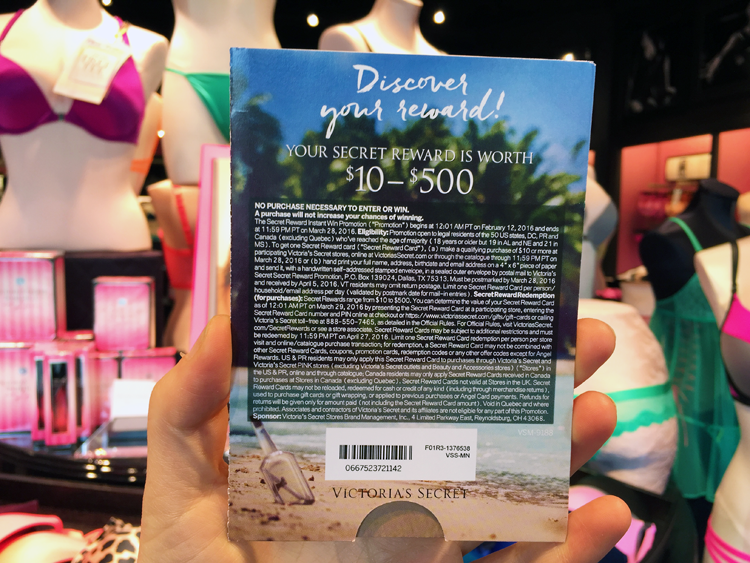 Discover
your reward!
YOUR SECRET REWARD IS WORTH
$10–$500
NO PURCHASE NECESSARY TO ENTER OR WIN.
A purchase will not increase your chances of winning.
The Secret Reward Instant Win Promotion ("Promotion") begins at 12:01 AM PT on February 12, 2016 and ends
at 11:59 PM PT on March 28, 2016. Eligibility: Promotion open to legal residents of the 50 US states, DC, PR and
Canada (excluding Quebec) who've reached the age of majority (18 years or older but 19 in AL and NE and 21 in
MS). To get one Secret Reward Card ("Secret Reward Card"), (a) make a qualifying purchase of $10 or more at
participating Victoria's Secret stores, online at VictoriasSecret.com or through the catalogue through 11:59 PM PT on
March 28, 2016 or (b) hand print your full name, address, birthdate and email address on a 4" x 6" piece of paper
and send it, with a handwritten self-addressed stamped envelope, in a sealed outer envelope by postal mail to Victoria's
Secret Reward Promotion, P.O. Box 139024, Dallas, TX 75313. Must be postmarked by March 28, 2016
and received by April 5, 2016. VT residents may omit return postage. Limit one Secret Reward Card per person/
household/email address per day (validated by postmark date for mail-in entries). Secret Reward Redemption
(for purchases): Secret Rewards range from $10 to $500. You can determine the value of your Secret Reward Card
as of 12:01 AM PT on March 29, 2016 by presenting the Secret Reward Card at a participating store, entering the
Secret Reward Card number and PIN online at checkout or https://www.victoriassecret.com/gifts/gift-cards or calling
Victoria's Secret toll-free at 888-550-7465, as detailed in the Official Rules. For Official Rules, visit VictoriasSecret.
com/SecretRewards or see a store associate. Secret Reward Cards may be subject to additional restrictions and must
be redeemed by 11:59 PM PT on April 27, 2016. Limit one Secret Reward Card redemption per person per store
visit and online/catalogue purchase transaction; for redemption, a Secret Reward Card may not be combined with
other Secret Reward Cards, coupons, promotion cards, redemption codes or any other offer codes except for Angel
Rewards. US & PR residents may only apply this Secret Reward Card to purchases through Victoria's Secret and
Victoria's Secret PINK stores (excluding Victoria's Secret outlets and Beauty and Accessories stores) ("Stores") in
the US & PR, online and through catalogue; Canada residents may only apply Secret Reward Cards received in Canada
to purchases at Stores in Canada (excluding Quebec). Secret Reward Cards not valid at Stores in the UK. Secret
Reward Cards may not be reloaded, redeemed for cash or credit of any kind (including through merchandise returns),
used to purchase gift cards or gift wrapping, or applied to previous purchases or Angel Card payments. Refunds for
returns will be given only for amount paid (not including the Secret Reward Card amount). Void in Quebec and where
prohibited. Associates and contractors of Victoria's Secret and its affiliates are not eligible for any part of this Promotion.
Sponsor: Victoria's Secret Stores Brand Management, Inc., 4 Limited Parkway East, Reynoldsburg, OH 43068.
F01R3-1376538
VSS-MN
0667523721142
VICTORIA'S SECRET